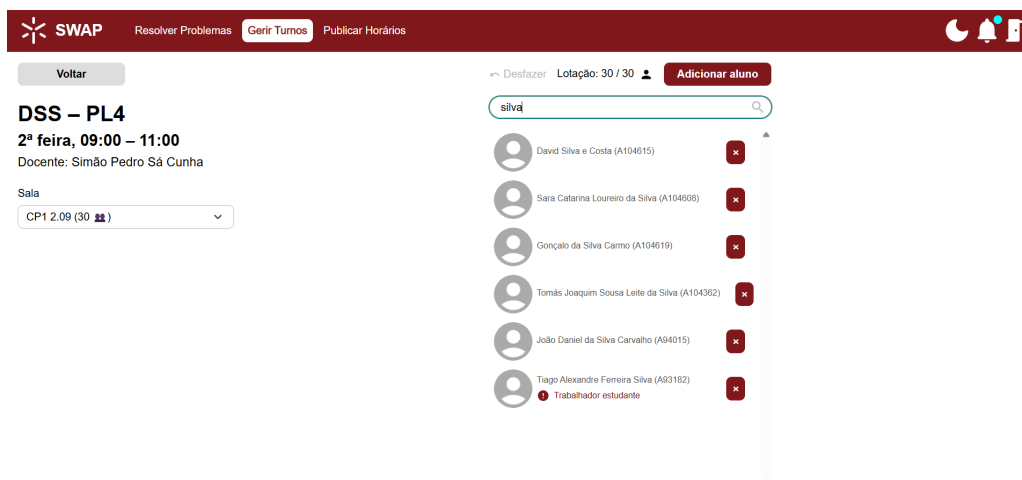 SWAP Resolver Problemas Gerir Turnos Publicar Horários
Voltar
DSS – PL4
2ª feira, 09:00 – 11:00
Docente: Simão Pedro Sá Cunha
Sala
CP1 2.09 (30 )
Desfazer Lotação: 30 / 30 Adicionar aluno
silva
David Silva e Costa (A104615)
Sara Catarina Loureiro da Silva (A104608)
Gonçalo da Silva Carmo (A104619)
Tomás Joaquim Sousa Leite da Silva (A104362)
João Daniel da Silva Carvalho (A94015)
Tiago Alexandre Ferreira Silva (A93182)
Trabalhador estudante